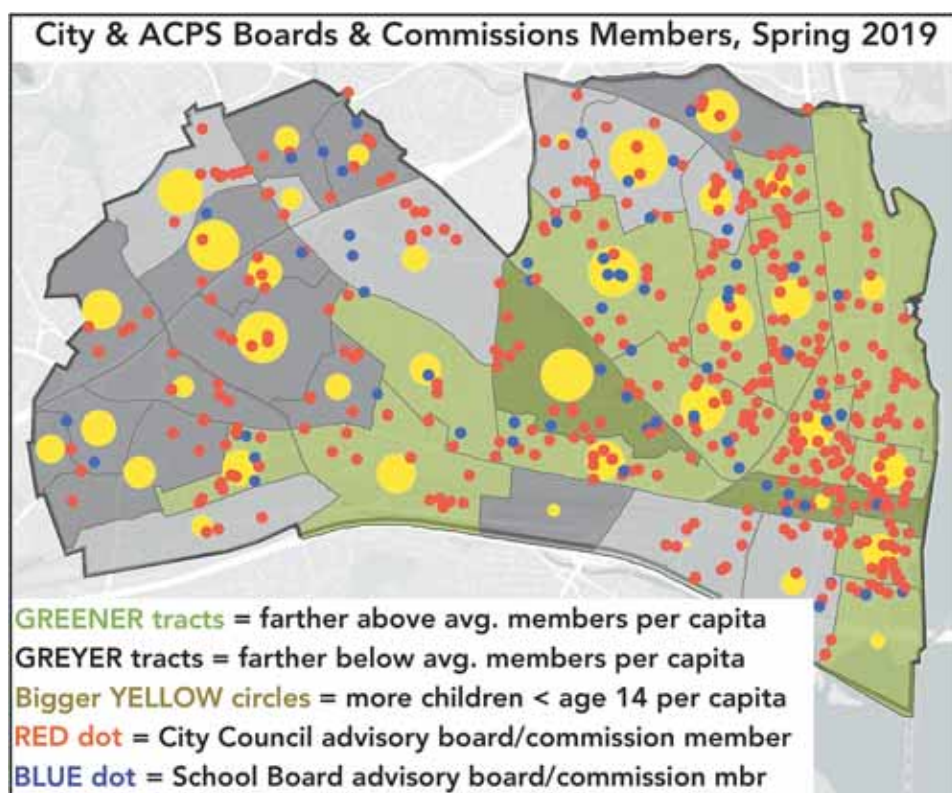 City & ACPS Boards & Commissions Members, Spring 2019
GREENER tracts = farther above avg. members per capita
GREYER tracts = farther below avg. members per capita
Bigger YELLOW circles = more children < age 14 per capita
RED dot = City Council advisory board/commission member
BLUE dot = School Board advisory board/commission mbr